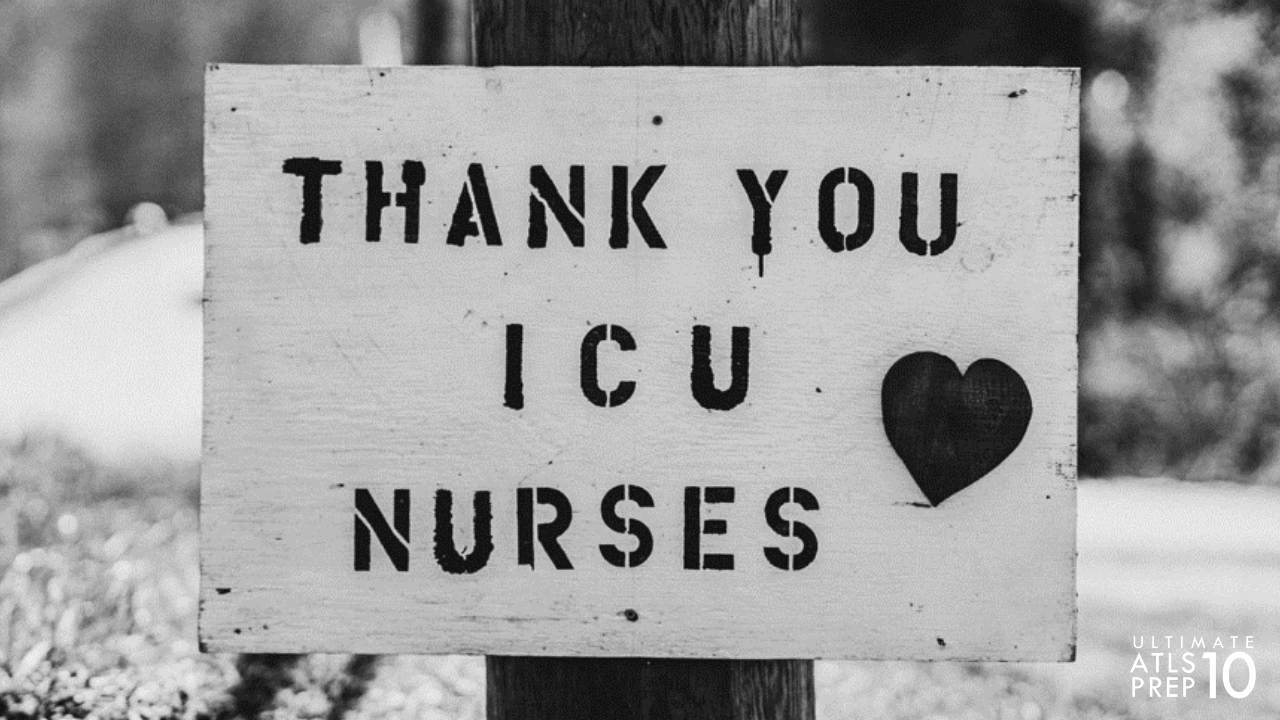 THANK YOU
ICU
NURSES
ULTIMATE
ATLS
PREP 10